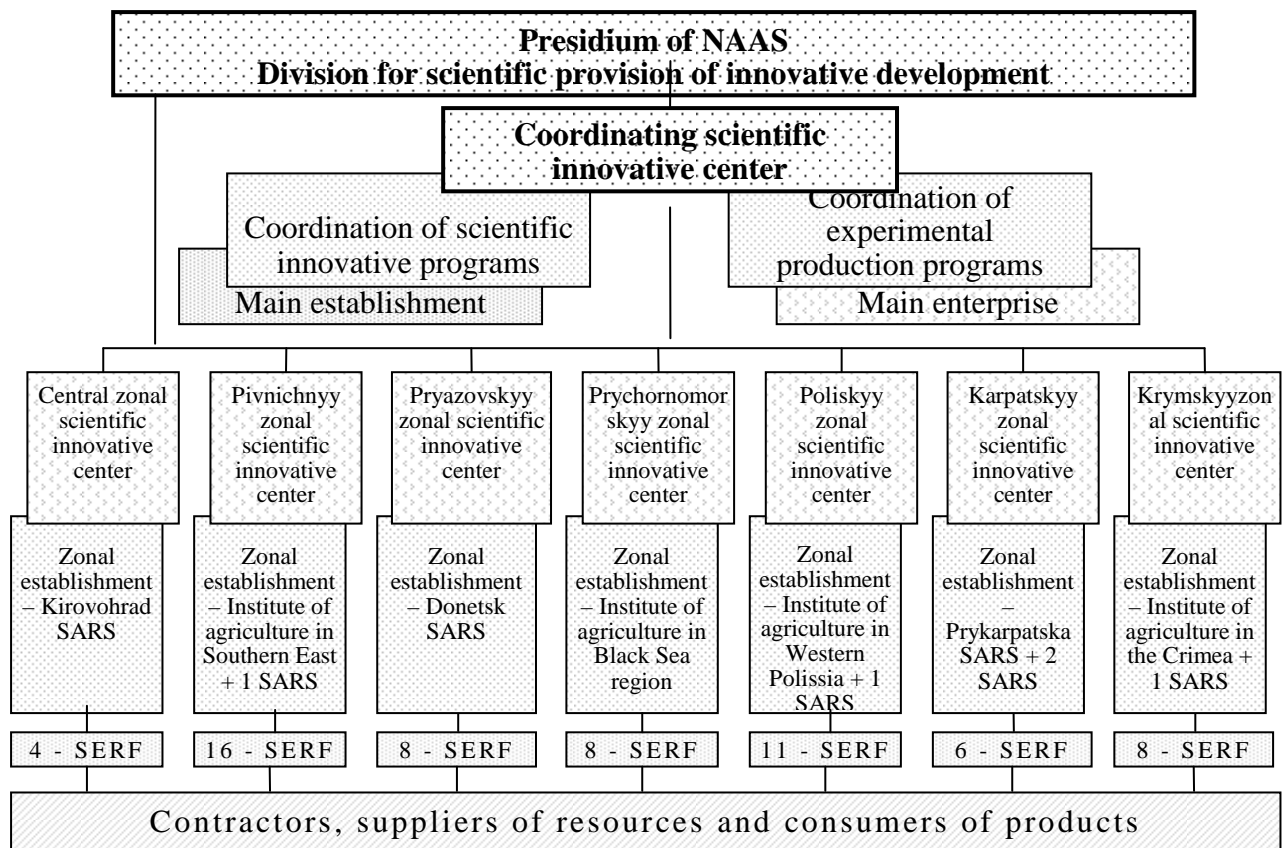 Presidium of NAAS
Division for scientific provision of innovative development
Coordinating scientific
innovative center
Coordination of scientific
innovative programs
Main establishment
Coordination of
experimental
production programs
Main enterprise
Central zonal
scientific
innovative
center
Pivnichnyy
zonal
scientific
innovative
center
Pryazovskyy
zonal scientific
innovative
center
Prychornomor
skyy zonal
scientific
innovative
center
Poliskyy
zonal
scientific
innovative
center
Karpatskyy
zonal
scientific
innovative
center
Krymskyyzon
al scientific
innovative
center
Zonal
establishment
– Kirovohrad
SARS
Zonal
establishment
– Institute of
agriculture in
Southern East
+ 1 SARS
Zonal
establishment
– Donetsk
SARS
Zonal
establishment
– Institute of
agriculture in
Black Sea
region
Zonal
establishment
– Institute of
agriculture in
Western
Polissia + 1
SARS
Zonal
establishment
–
Prykarpatska
SARS + 2
SARS
Zonal
establishment
– Institute of
agriculture in
the Crimea +
1 SARS
4 - SERF
16 - SERF
8 - SERF
8 - SERF
11 - SERF
6 - SERF
8 - SERF
Contractors, suppliers of resources and consumers of products